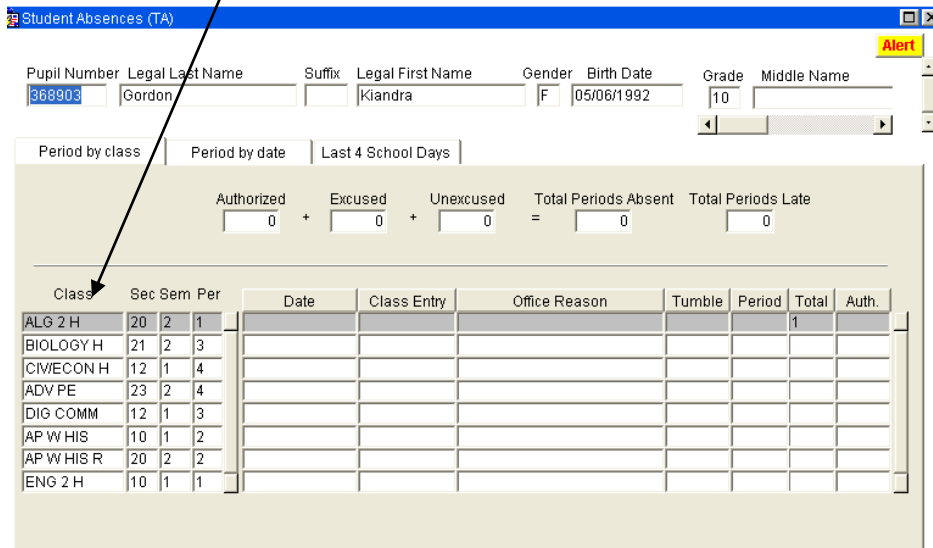 Student Absences (TA)
Alert
Pupil Number Legal Last Name Suffix Legal First Name Gender Birth Date Grade Middle Name
368903 Gordon Kiandra F 05/06/1992 10
Period by class Period by date Last 4 School Days
Authorized Excused Unexcused Total Periods Absent Total Periods Late
0 + 0 + 0 = 0 0
Class Sec Sem Per Date Class Entry Office Reason Tumble Period Total Auth.
ALG 2 H 20 2 1 1
BIOLOGY H 21 2 3
CIV/ECON H 12 1 4
ADV PE 23 2 4
DIG COMM 12 1 3
AP W HIS 10 1 2
AP W HIS R 20 2 2
ENG 2 H 10 1 1